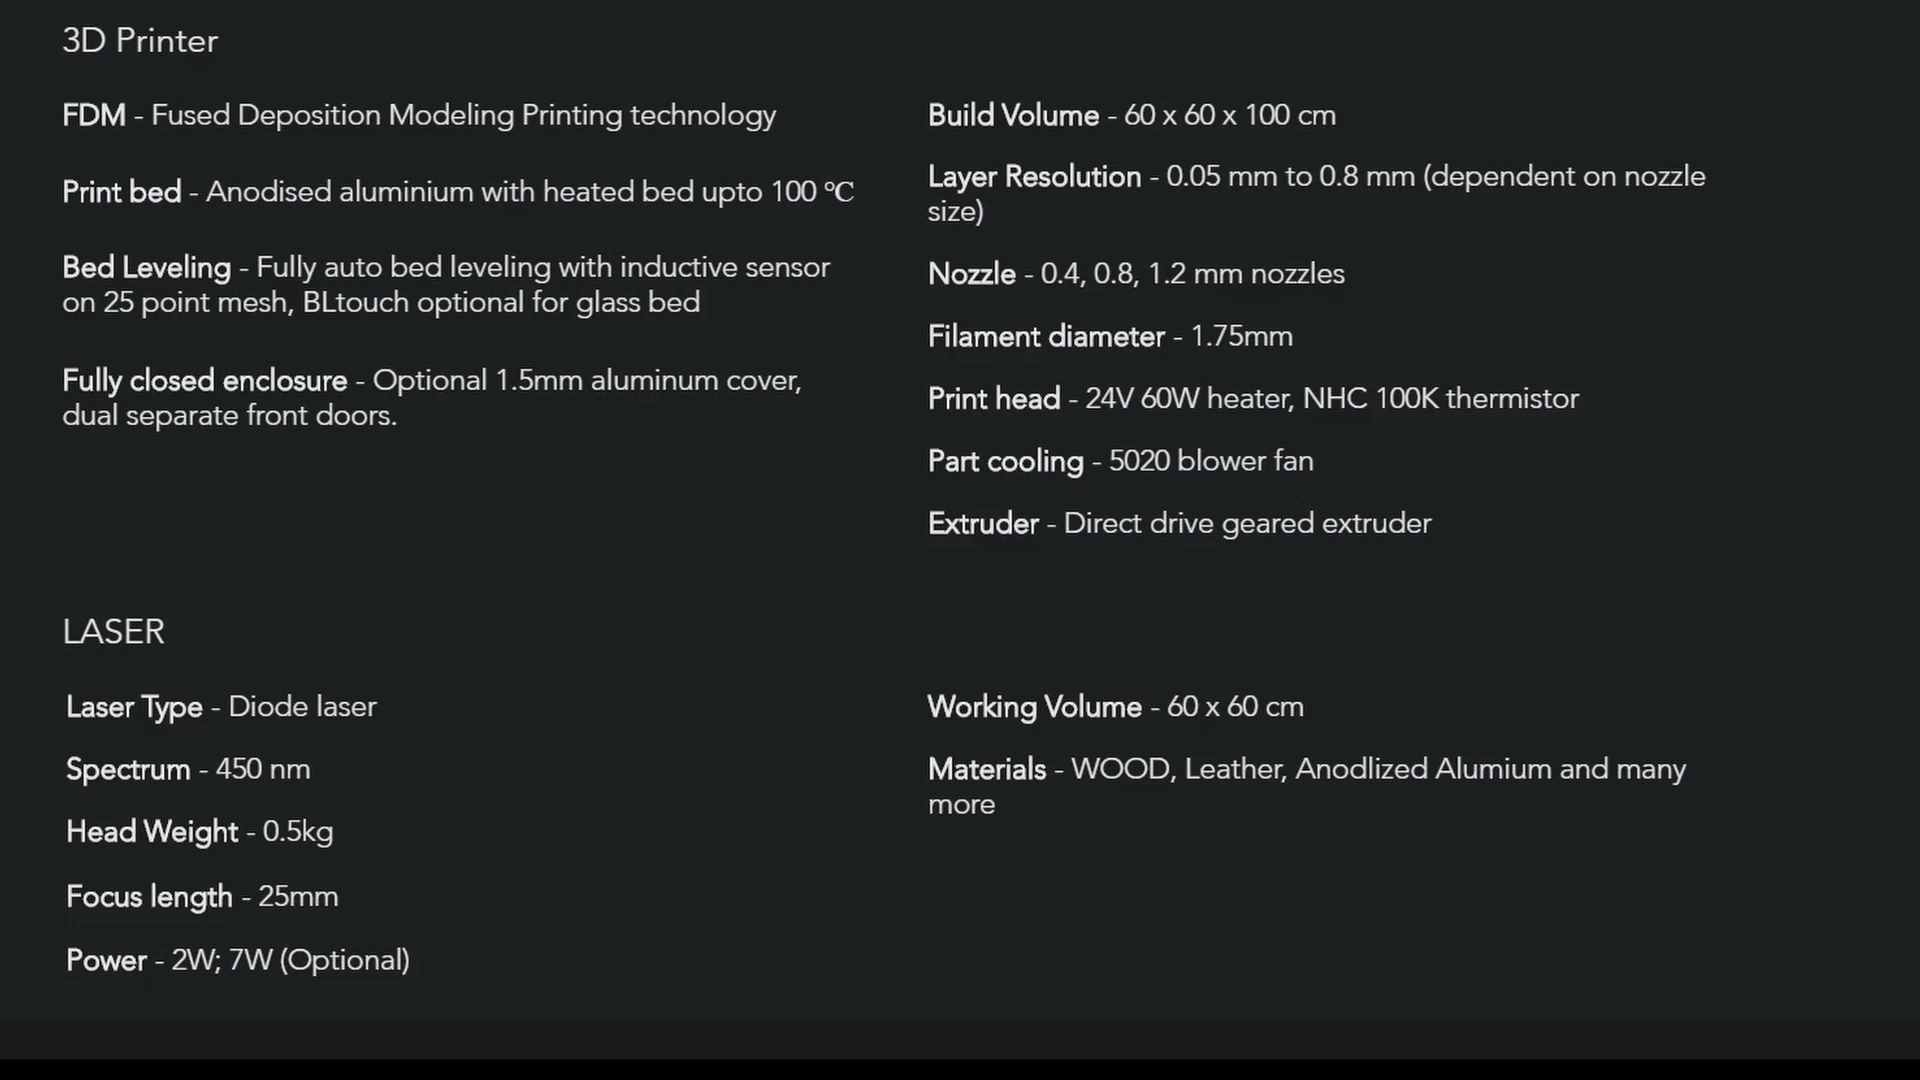 3D Printer
FDM - Fused Deposition Modeling Printing technology
Print bed - Anodised aluminium with heated bed upto 100 ℃
Bed Leveling - Fully auto bed leveling with inductive sensor
on 25 point mesh, BLtouch optional for glass bed
Fully closed enclosure - Optional 1.5mm aluminum cover,
dual separate front doors.
Build Volume - 60 x 60 x 100 cm
Layer Resolution - 0.05 mm to 0.8 mm (dependent on nozzle
size)
Nozzle - 0.4, 0.8, 1.2 mm nozzles
Filament diameter - 1.75mm
Print head - 24V 60W heater, NHC 100K thermistor
Part cooling - 5020 blower fan
Extruder - Direct drive geared extruder
LASER
Laser Type - Diode laser
Spectrum - 450 nm
Head Weight - 0.5kg
Focus length - 25mm
Power - 2W; 7W (Optional)
Working Volume - 60 x 60 cm
Materials - WOOD, Leather, Anodlized Alumium and many
more